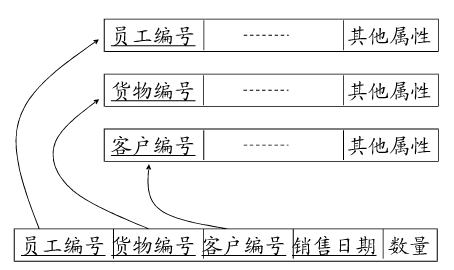 员工编号 -------- 其他属性
货物编号 -------- 其他属性
客户编号 -------- 其他属性
员工编号 货物编号 客户编号 销售日期 数量